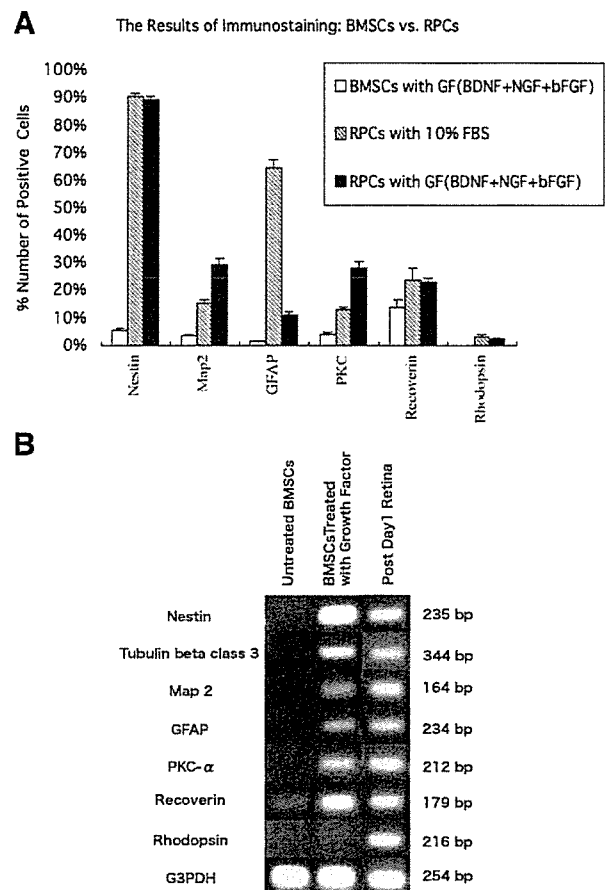 A
The Results of Immunostaining: BMSCs vs. RPCs
% Number of Positive Cells
100%
90%
80%
70%
60%
50%
40%
30%
20%
10%
0%
BMSCs with GF(BDNF+NGF+bFGF)
RPCs with 10% FBS
RPCs with GF(BDNF+NGF+bFGF)
Nestin
Map2
GFAP
PKC
Recoverin
Rhodopsin
B
Untreated BMSCs
BMSCsTreated
with Growth Factor
Post Day1 Retina
Nestin 235 bp
Tubulin beta class 3 344 bp
Map 2 164 bp
GFAP 234 bp
PKC-α 212 bp
Recoverin 179 bp
Rhodopsin 216 bp
G3PDH 254 bp